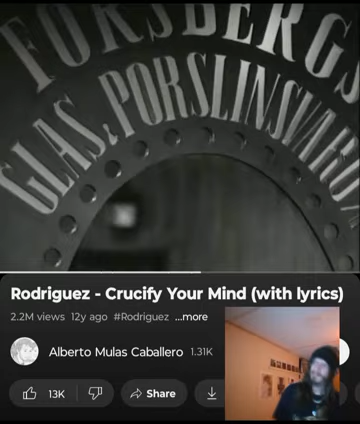 FORSBERGS
GLAS, PORSLINSVARO
Rodriguez - Crucify Your Mind (with lyrics)
2.2M views 12y ago #Rodriguez ...more
Alberto Mulas Caballero 1.31K
13K Share